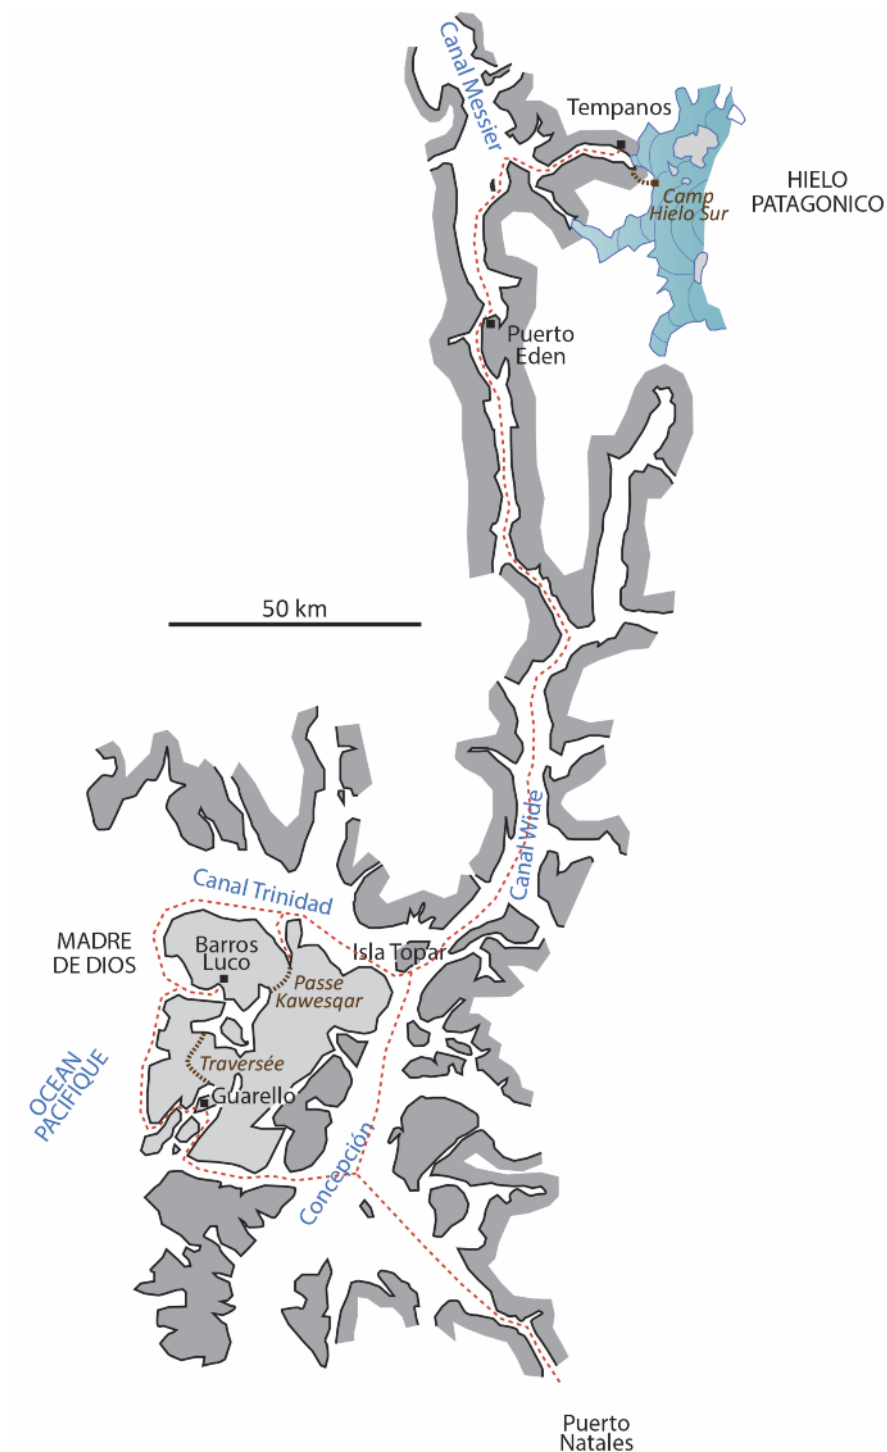 Canal Messier
Tempanos
HIELO
PATAGONICO
Camp
Hielo Sur
Puerto
Eden
50 km
Canal Wide
Canal Trinidad
MADRE
DE DIOS
Barros
Luco
Isla Topar
Passe
Kawesqar
OCEAN
PACIFIQUE
Traversée
Guarello
Concepción
Puerto
Natales